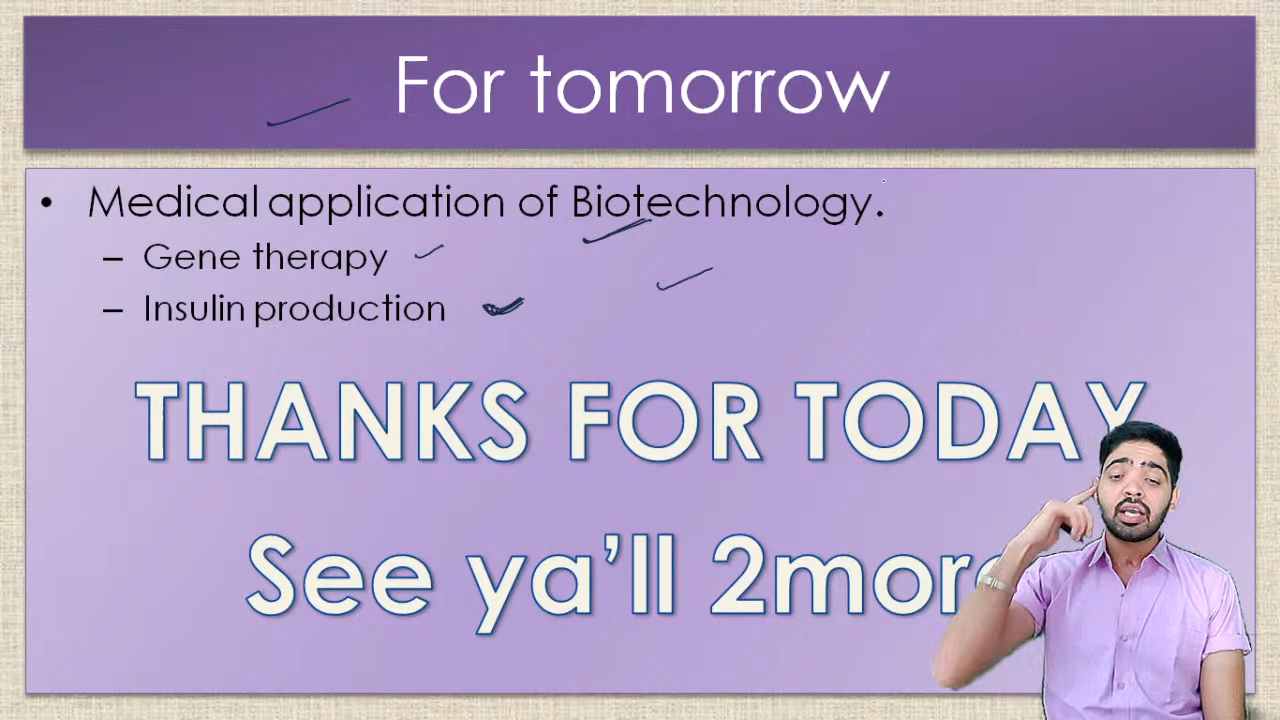 For tomorrow
• Medical application of Biotechnology.
– Gene therapy
– Insulin production
THANKS FOR TODAY
See ya’ll 2more